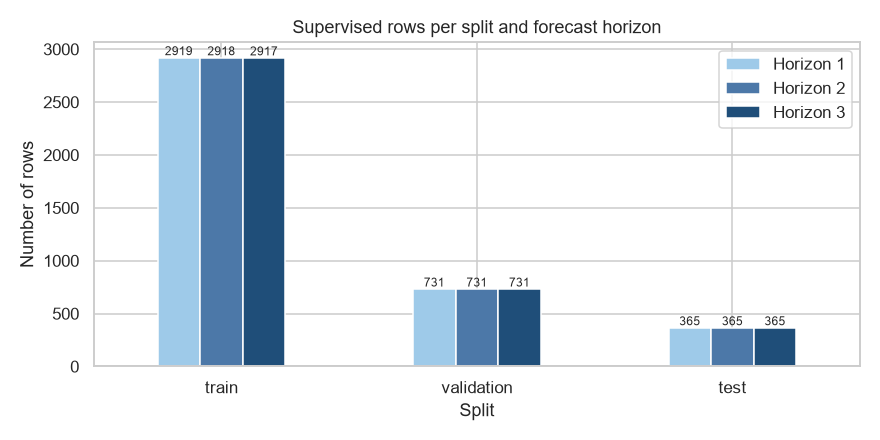 Supervised rows per split and forecast horizon
Number of rows
3000
2500
2000
1500
1000
500
0
2919 2918 2917
731 731 731
365 365 365
Horizon 1
Horizon 2
Horizon 3
train validation test
Split